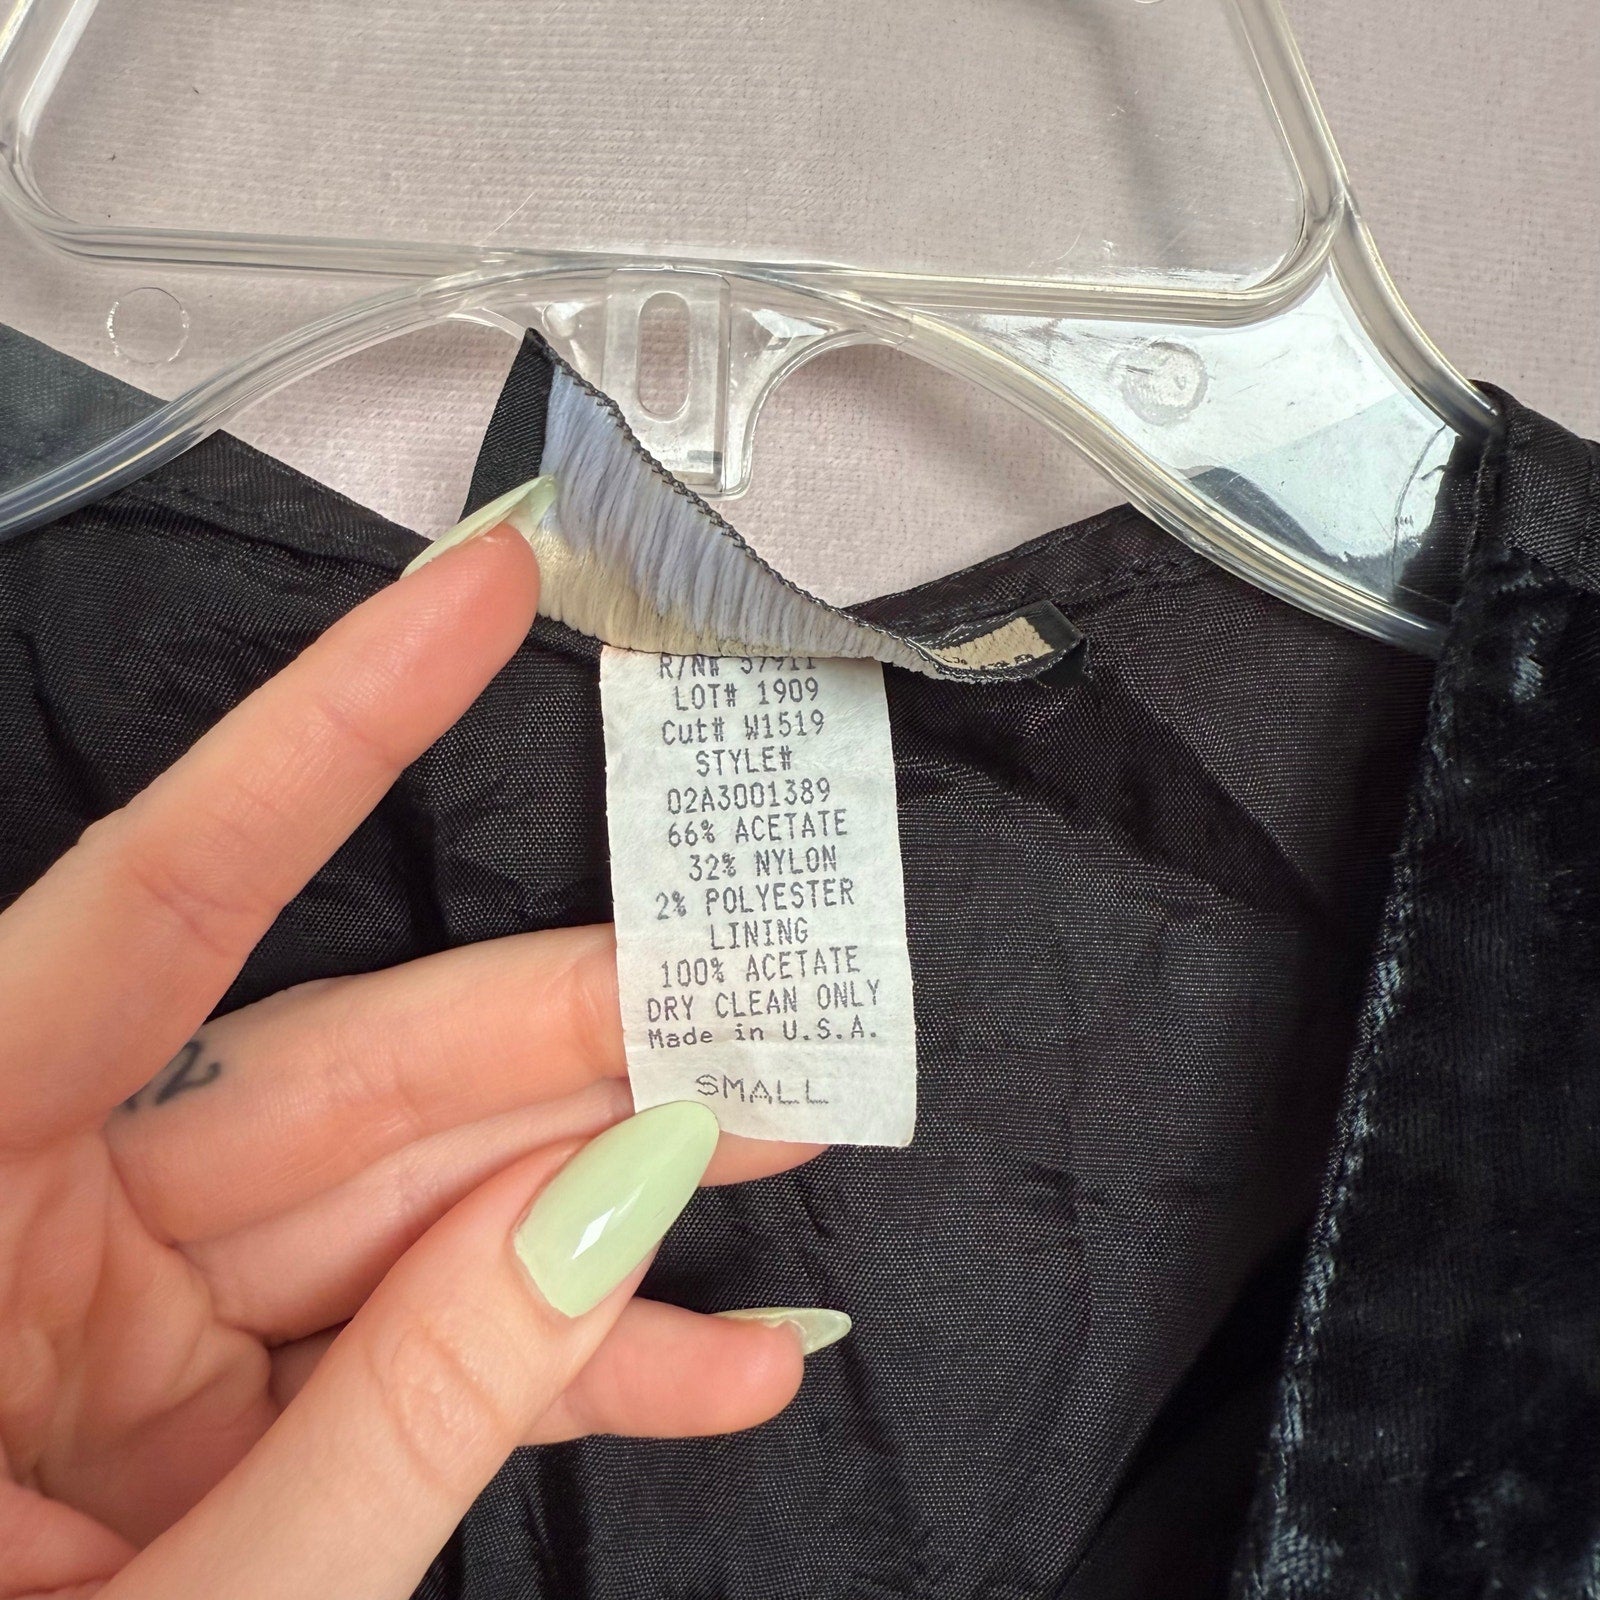 R/N# 57911
LOT# 1909
Cut# W1519
STYLE#
02A3001389
66% ACETATE
32% NYLON
2% POLYESTER
LINING
100% ACETATE
DRY CLEAN ONLY
Made in U.S.A.
SMALL